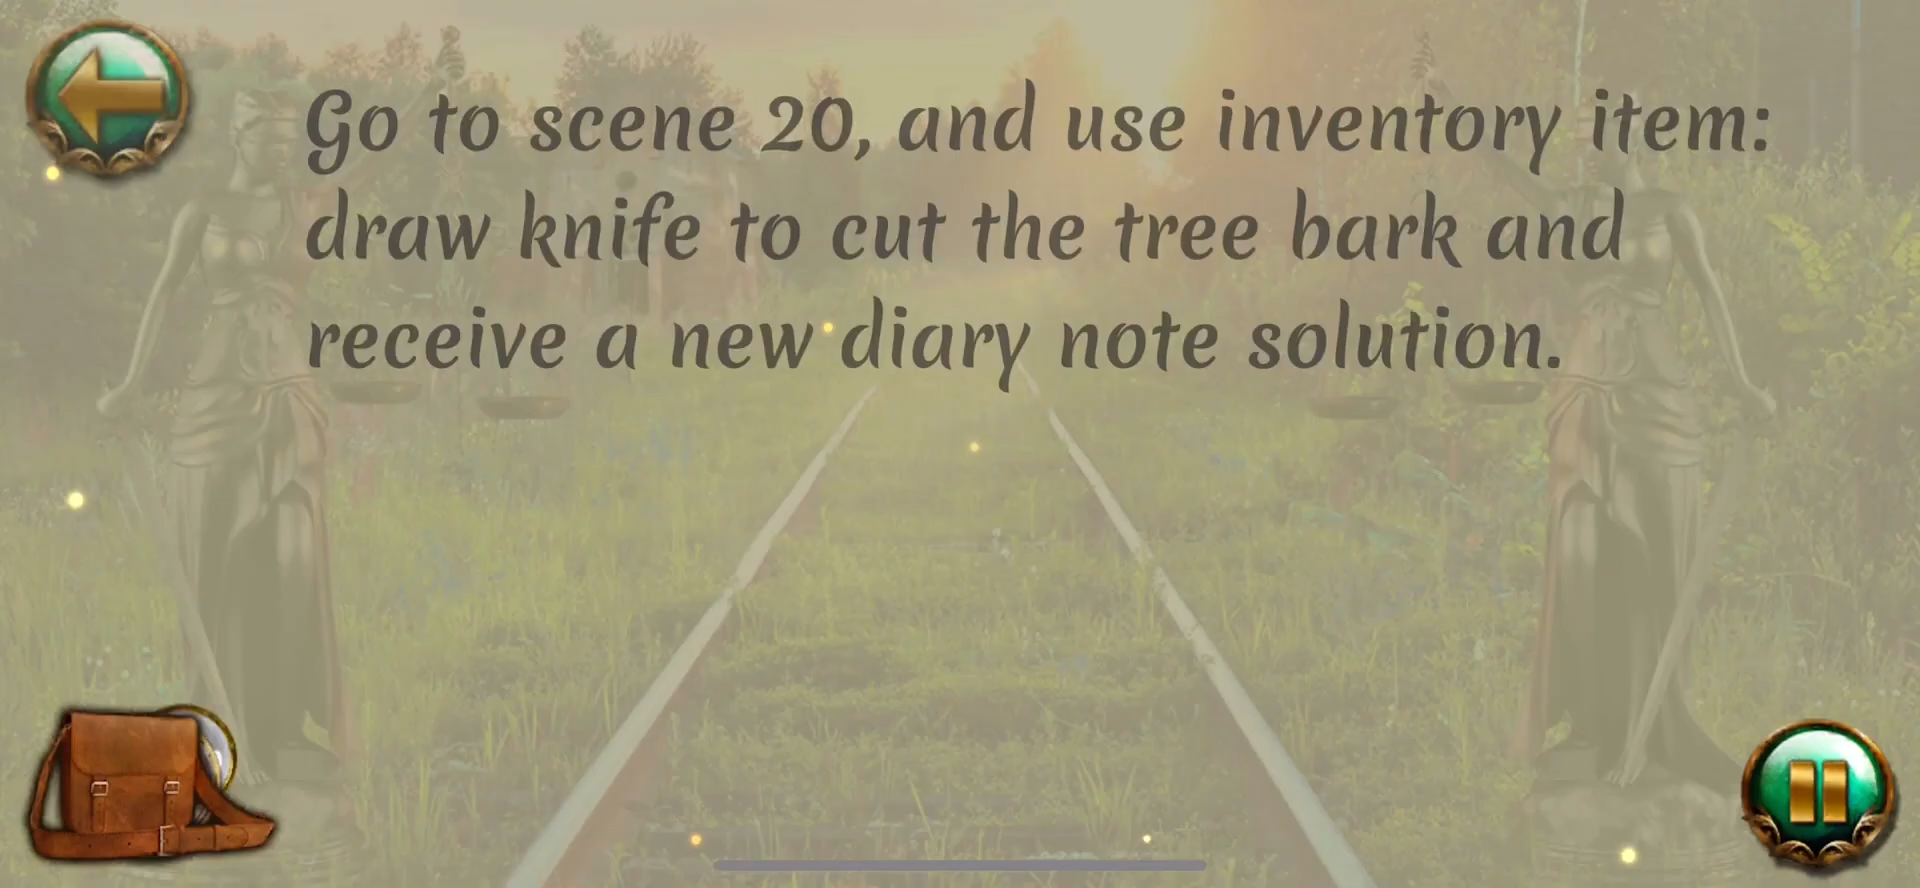 Go to scene 20, and use inventory item:
draw knife to cut the tree bark and
receive a new diary note solution.